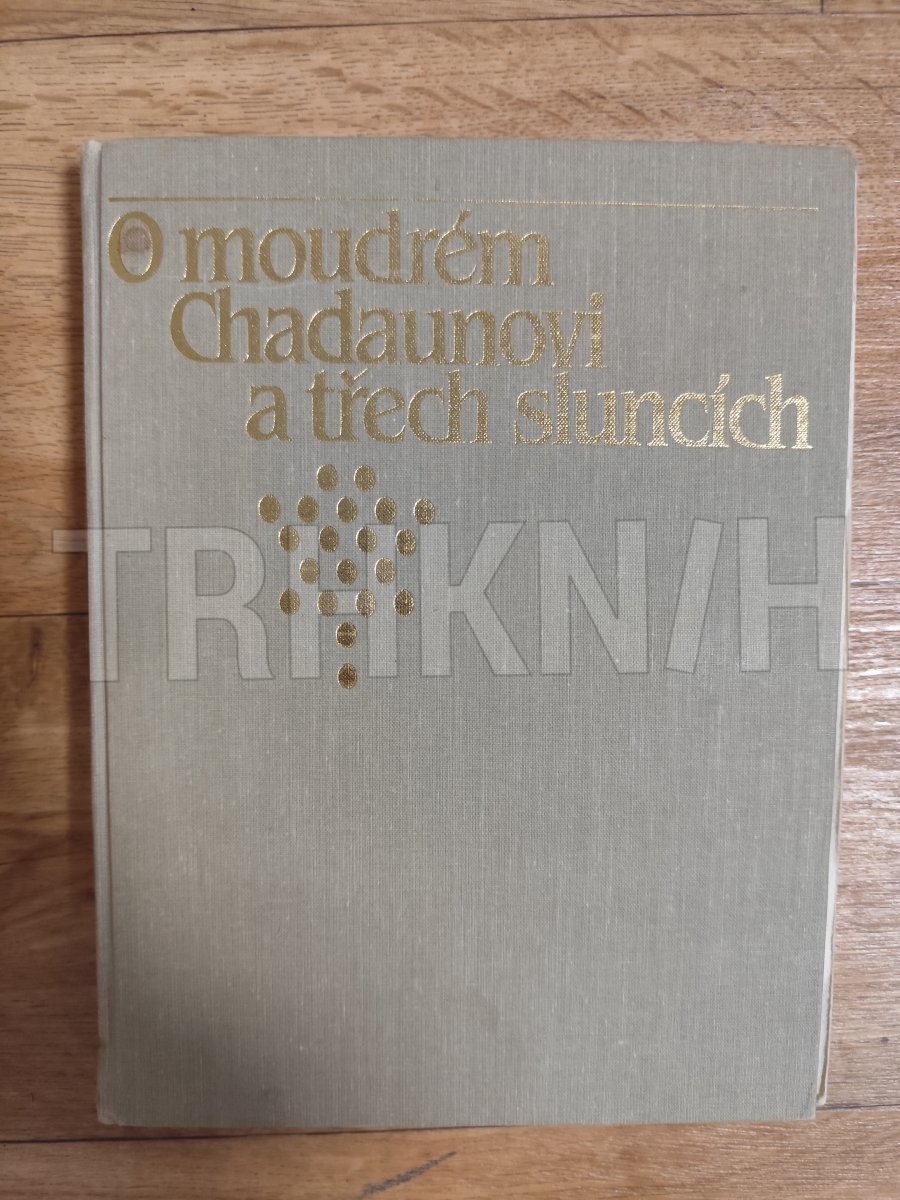 O moudrém
Chadaunovi
a třech sluncích
TRHKNIH